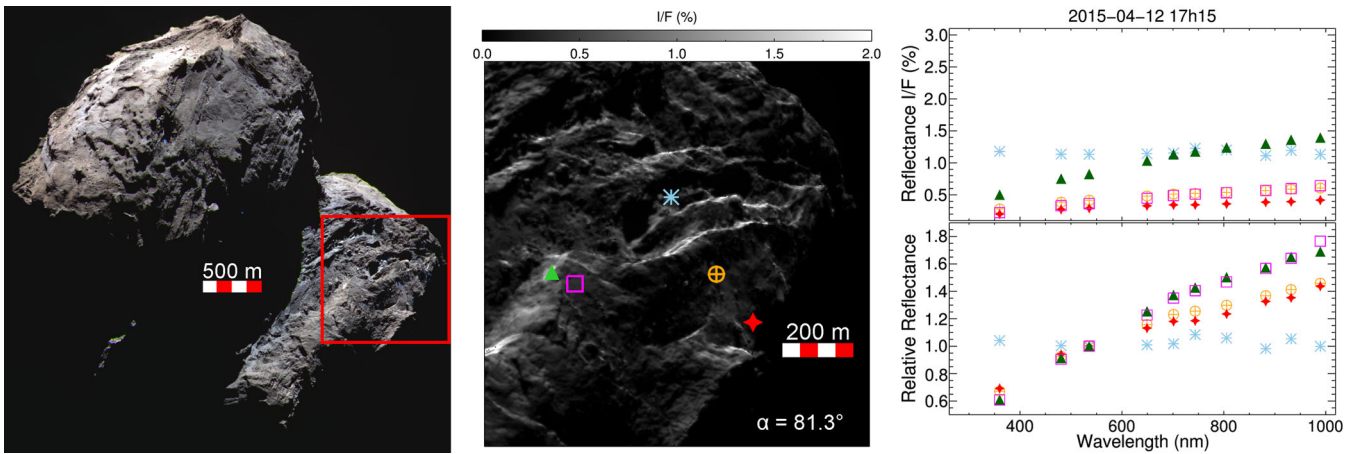 500 m
I/F (%)
0.0 0.5 1.0 1.5 2.0
200 m
α = 81.3°
2015−04−12 17h15
Reflectance I/F (%)
3.0
2.5
2.0
1.5
1.0
0.5
Relative Reflectance
1.8
1.6
1.4
1.2
1.0
0.8
0.6
400 600 800 1000
Wavelength (nm)